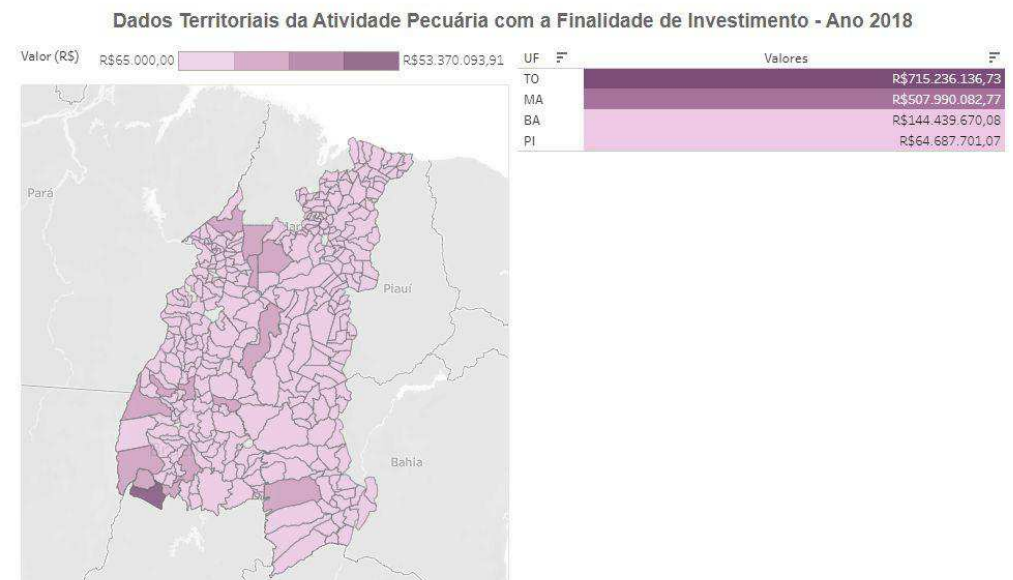 Dados Territoriais da Atividade Pecuária com a Finalidade de Investimento - Ano 2018
Valor (R$) R$65.000,00 R$53.370.093,91
UF Valores
TO R$715.236.136,73
MA R$507.990.082,77
BA R$144.439.670,08
PI R$64.687.701,07
Pará
Piauí
Bahia